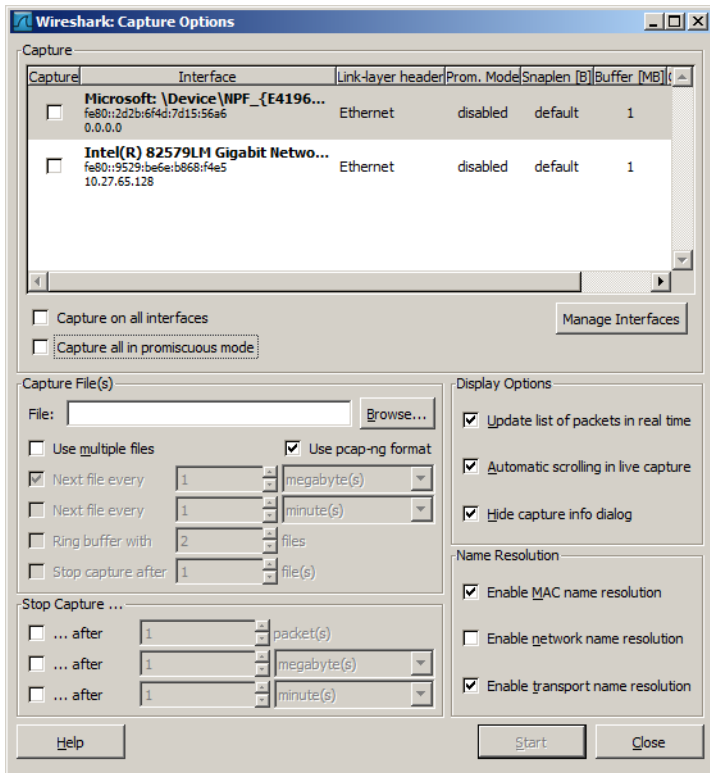 Wireshark: Capture Options
Capture
Capture Interface Link-layer header Prom. Mode Snaplen [B] Buffer [MB]
Microsoft: \Device\NPF_{E4196...
fe80::2d2b:6f4d:7d15:56a6
0.0.0.0
Ethernet disabled default 1
Intel(R) 82579LM Gigabit Netwo...
fe80::9529:be6e:b868:f4e5
10.27.65.128
Ethernet disabled default 1
Capture on all interfaces
Manage Interfaces
Capture all in promiscuous mode
Capture File(s)
File: Browse...
Use multiple files Use pcap-ng format
Next file every 1 megabyte(s)
Next file every 1 minute(s)
Ring buffer with 2 files
Stop capture after 1 file(s)
Stop Capture ...
... after 1 packet(s)
... after 1 megabyte(s)
... after 1 minute(s)
Display Options
Update list of packets in real time
Automatic scrolling in live capture
Hide capture info dialog
Name Resolution
Enable MAC name resolution
Enable network name resolution
Enable transport name resolution
Help Start Close